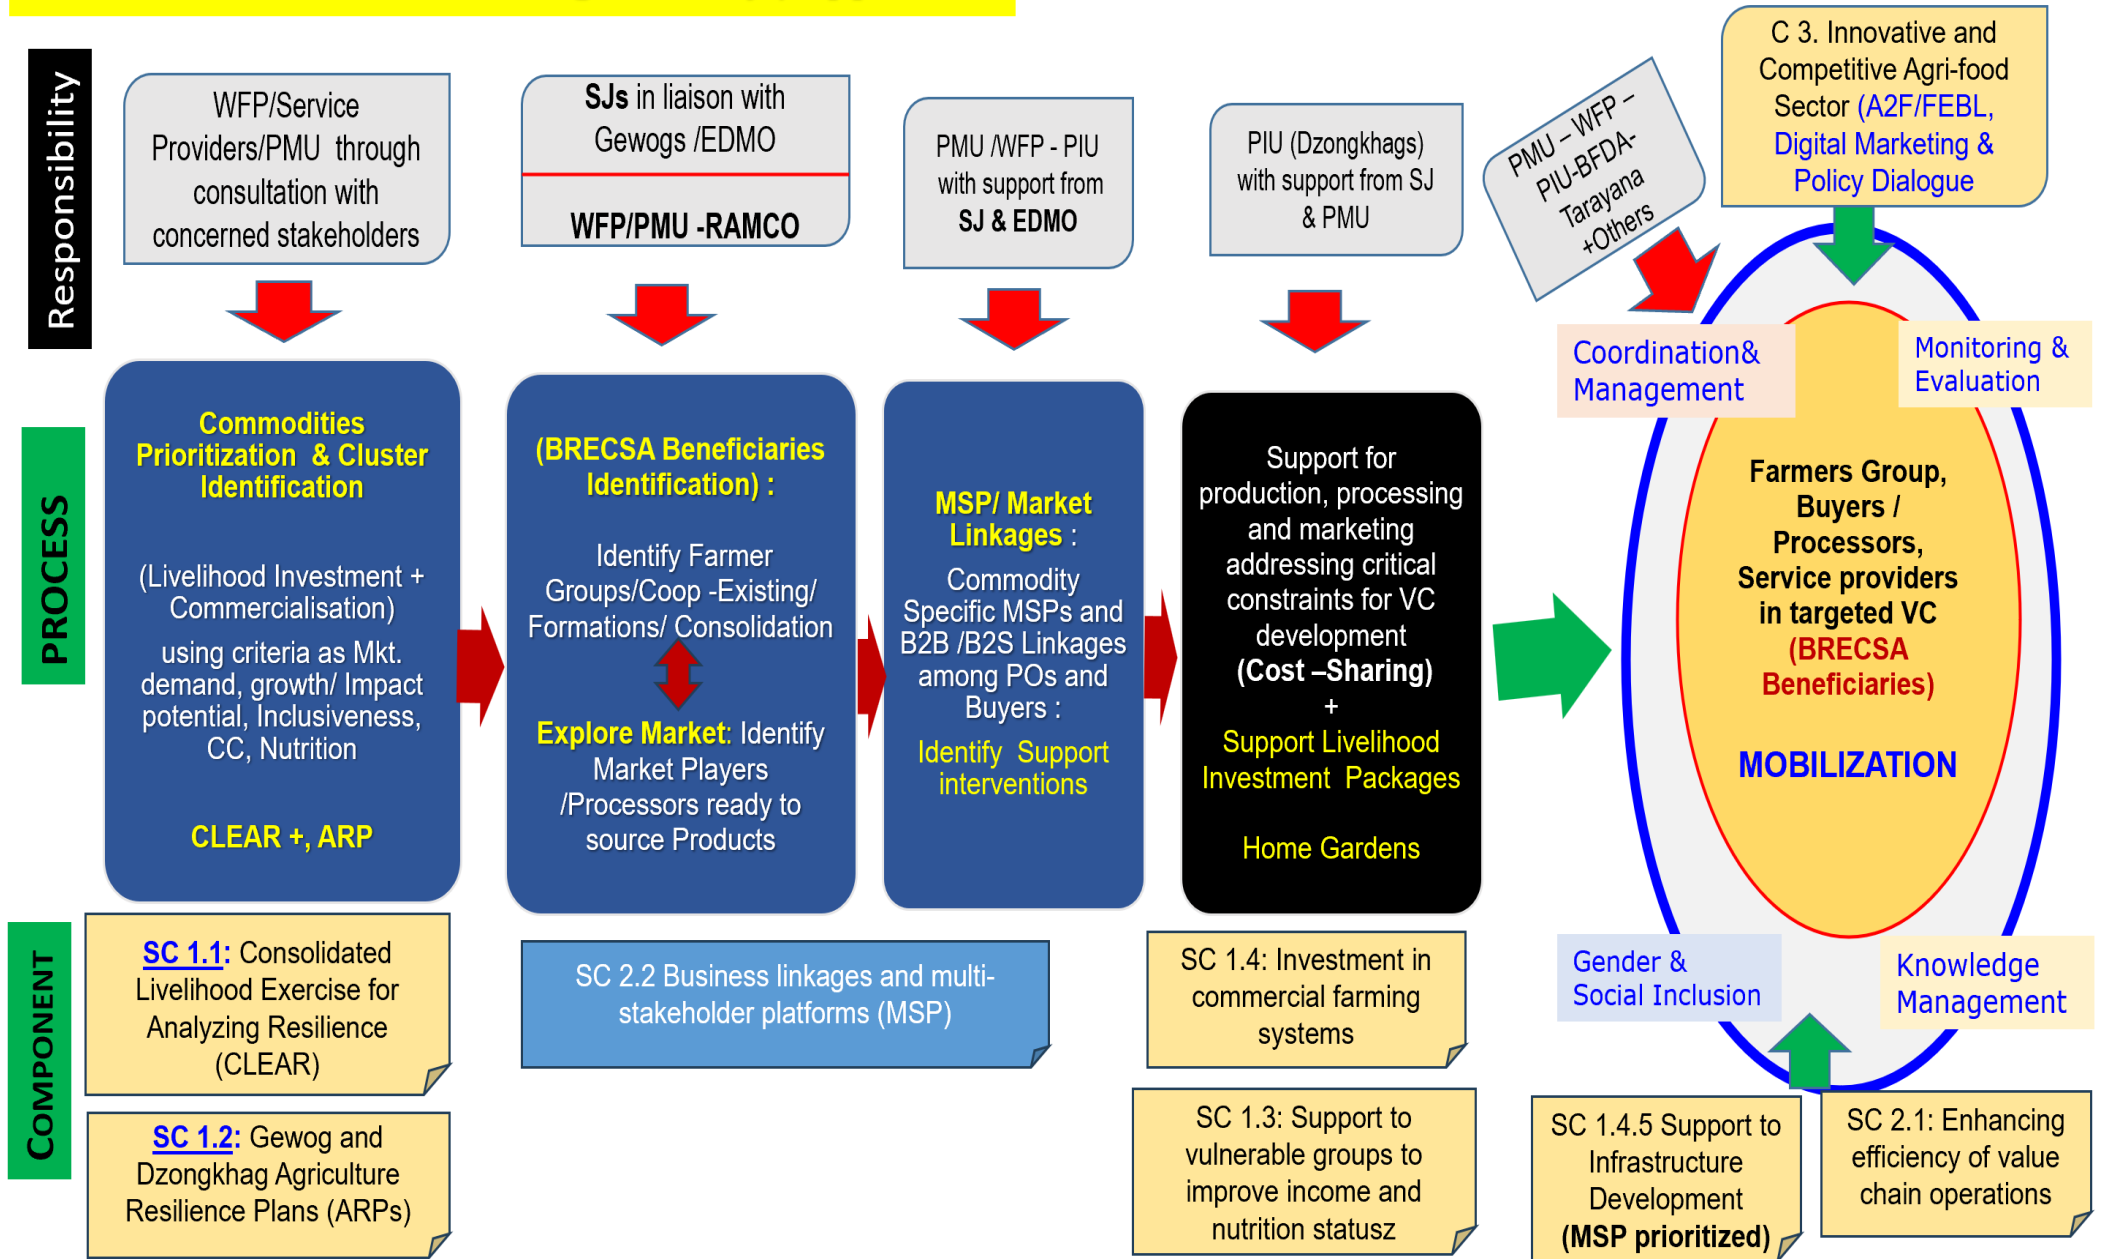 Responsibility
WFP/Service
Providers/PMU through
consultation with
concerned stakeholders
SJs in liaison with
Gewogs /EDMO
WFP/PMU -RAMCO
PMU /WFP - PIU
with support from
SJ & EDMO
PIU (Dzongkhags)
with support from SJ
& PMU
PMU – WFP –
PIU-BFDA-
Tarayana
+Others
C 3. Innovative and
Competitive Agri-food
Sector (A2F/FEBL,
Digital Marketing &
Policy Dialogue
PROCESS
Commodities
Prioritization & Cluster
Identification
(Livelihood Investment +
Commercialisation)
using criteria as Mkt.
demand, growth/ Impact
potential, Inclusiveness,
CC, Nutrition
CLEAR +, ARP
(BRECSA Beneficiaries
Identification) :
Identify Farmer
Groups/Coop -Existing/
Formations/ Consolidation
Explore Market: Identify
Market Players
/Processors ready to
source Products
MSP/ Market
Linkages :
Commodity
Specific MSPs and
B2B /B2S Linkages
among POs and
Buyers :
Identify Support
interventions
Support for
production, processing
and marketing
addressing critical
constraints for VC
development
(Cost –Sharing)
+
Support Livelihood
Investment Packages
Home Gardens
Coordination&
Management
Monitoring &
Evaluation
Farmers Group,
Buyers /
Processors,
Service providers
in targeted VC
(BRECSA
Beneficiaries)
MOBILIZATION
Gender &
Social Inclusion
Knowledge
Management
COMPONENT
SC 1.1: Consolidated
Livelihood Exercise for
Analyzing Resilience
(CLEAR)
SC 1.2: Gewog and
Dzongkhag Agriculture
Resilience Plans (ARPs)
SC 2.2 Business linkages and multi-
stakeholder platforms (MSP)
SC 1.4: Investment in
commercial farming
systems
SC 1.3: Support to
vulnerable groups to
improve income and
nutrition statusz
SC 1.4.5 Support to
Infrastructure
Development
(MSP prioritized)
SC 2.1: Enhancing
efficiency of value
chain operations